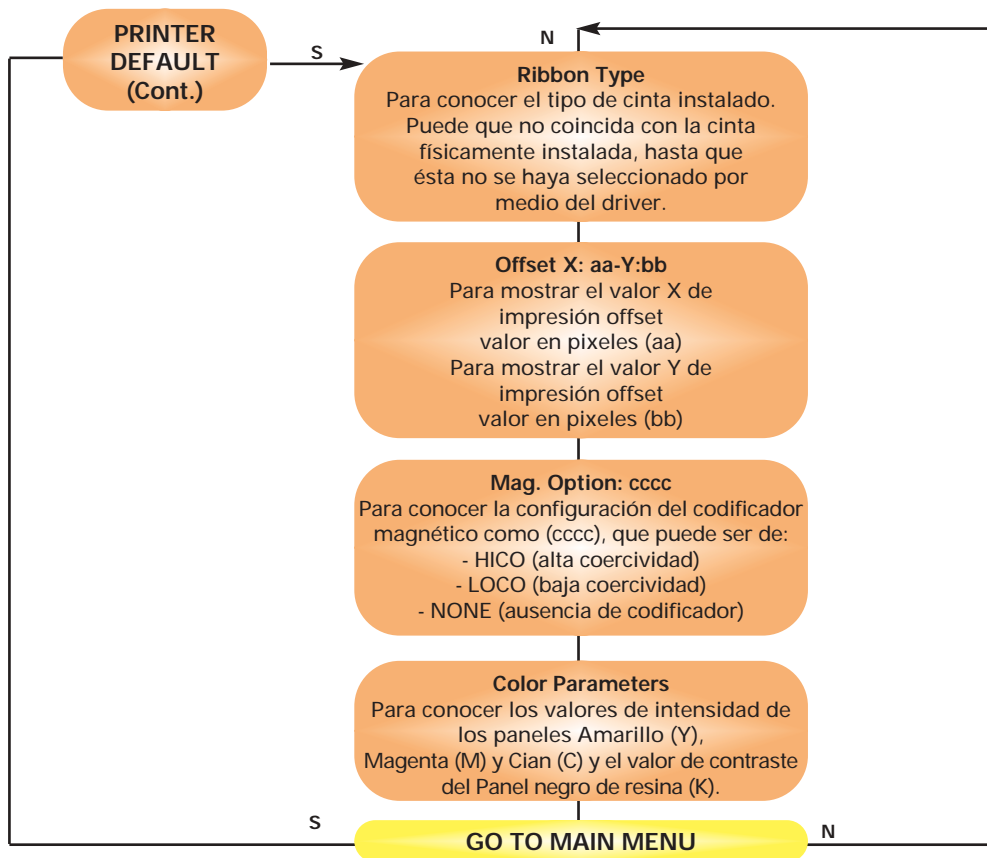 PRINTER
DEFAULT
(Cont.)
S
N
Ribbon Type
Para conocer el tipo de cinta instalado.
Puede que no coincida con la cinta
físicamente instalada, hasta que
ésta no se haya seleccionado por
medio del driver.
Offset X: aa-Y:bb
Para mostrar el valor X de
impresión offset
valor en pixeles (aa)
Para mostrar el valor Y de
impresión offset
valor en pixeles (bb)
Mag. Option: cccc
Para conocer la configuración del codificador
magnético como (cccc), que puede ser de:
- HICO (alta coercividad)
- LOCO (baja coercividad)
- NONE (ausencia de codificador)
Color Parameters
Para conocer los valores de intensidad de
los paneles Amarillo (Y),
Magenta (M) y Cian (C) y el valor de contraste
del Panel negro de resina (K).
S
GO TO MAIN MENU
N